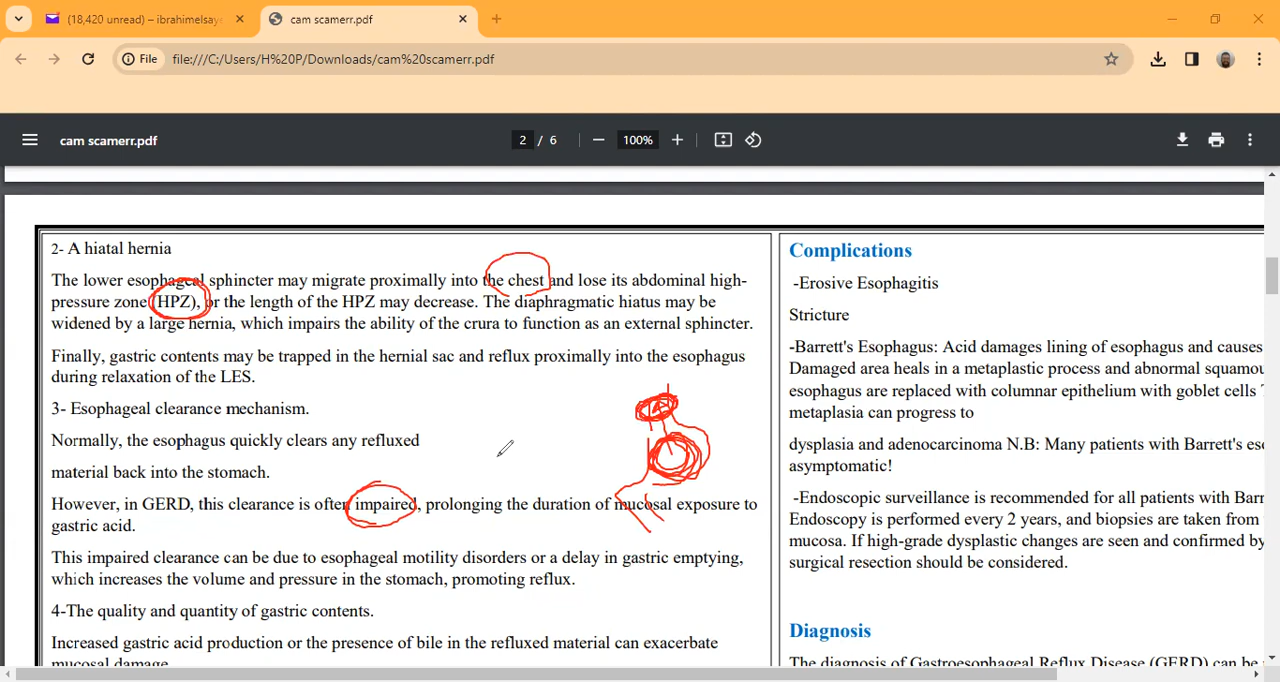 (18,420 unread) – ibrahimelsay
cam scamerr.pdf
File
file:///C:/Users/H%20P/Downloads/cam%20scamerr.pdf
cam scamerr.pdf
2 / 6
100%
2- A hiatal hernia
The lower esophageal sphincter may migrate proximally into the chest and lose its abdominal high-
pressure zone (HPZ), or the length of the HPZ may decrease. The diaphragmatic hiatus may be
widened by a large hernia, which impairs the ability of the crura to function as an external sphincter.
Finally, gastric contents may be trapped in the hernial sac and reflux proximally into the esophagus
during relaxation of the LES.
3- Esophageal clearance mechanism.
Normally, the esophagus quickly clears any refluxed
material back into the stomach.
However, in GERD, this clearance is often impaired, prolonging the duration of mucosal exposure to
gastric acid.
This impaired clearance can be due to esophageal motility disorders or a delay in gastric emptying,
which increases the volume and pressure in the stomach, promoting reflux.
4-The quality and quantity of gastric contents.
Increased gastric acid production or the presence of bile in the refluxed material can exacerbate
mucosal damage
Complications
-Erosive Esophagitis
Stricture
-Barrett's Esophagus: Acid damages lining of esophagus and causes
Damaged area heals in a metaplastic process and abnormal squamou
esophagus are replaced with columnar epithelium with goblet cells
metaplasia can progress to
dysplasia and adenocarcinoma N.B: Many patients with Barrett's eso
asymptomatic!
-Endoscopic surveillance is recommended for all patients with Barr
Endoscopy is performed every 2 years, and biopsies are taken from
mucosa. If high-grade dysplastic changes are seen and confirmed by
surgical resection should be considered.
Diagnosis
The diagnosis of Gastroesophageal Reflux Disease (GERD) can be